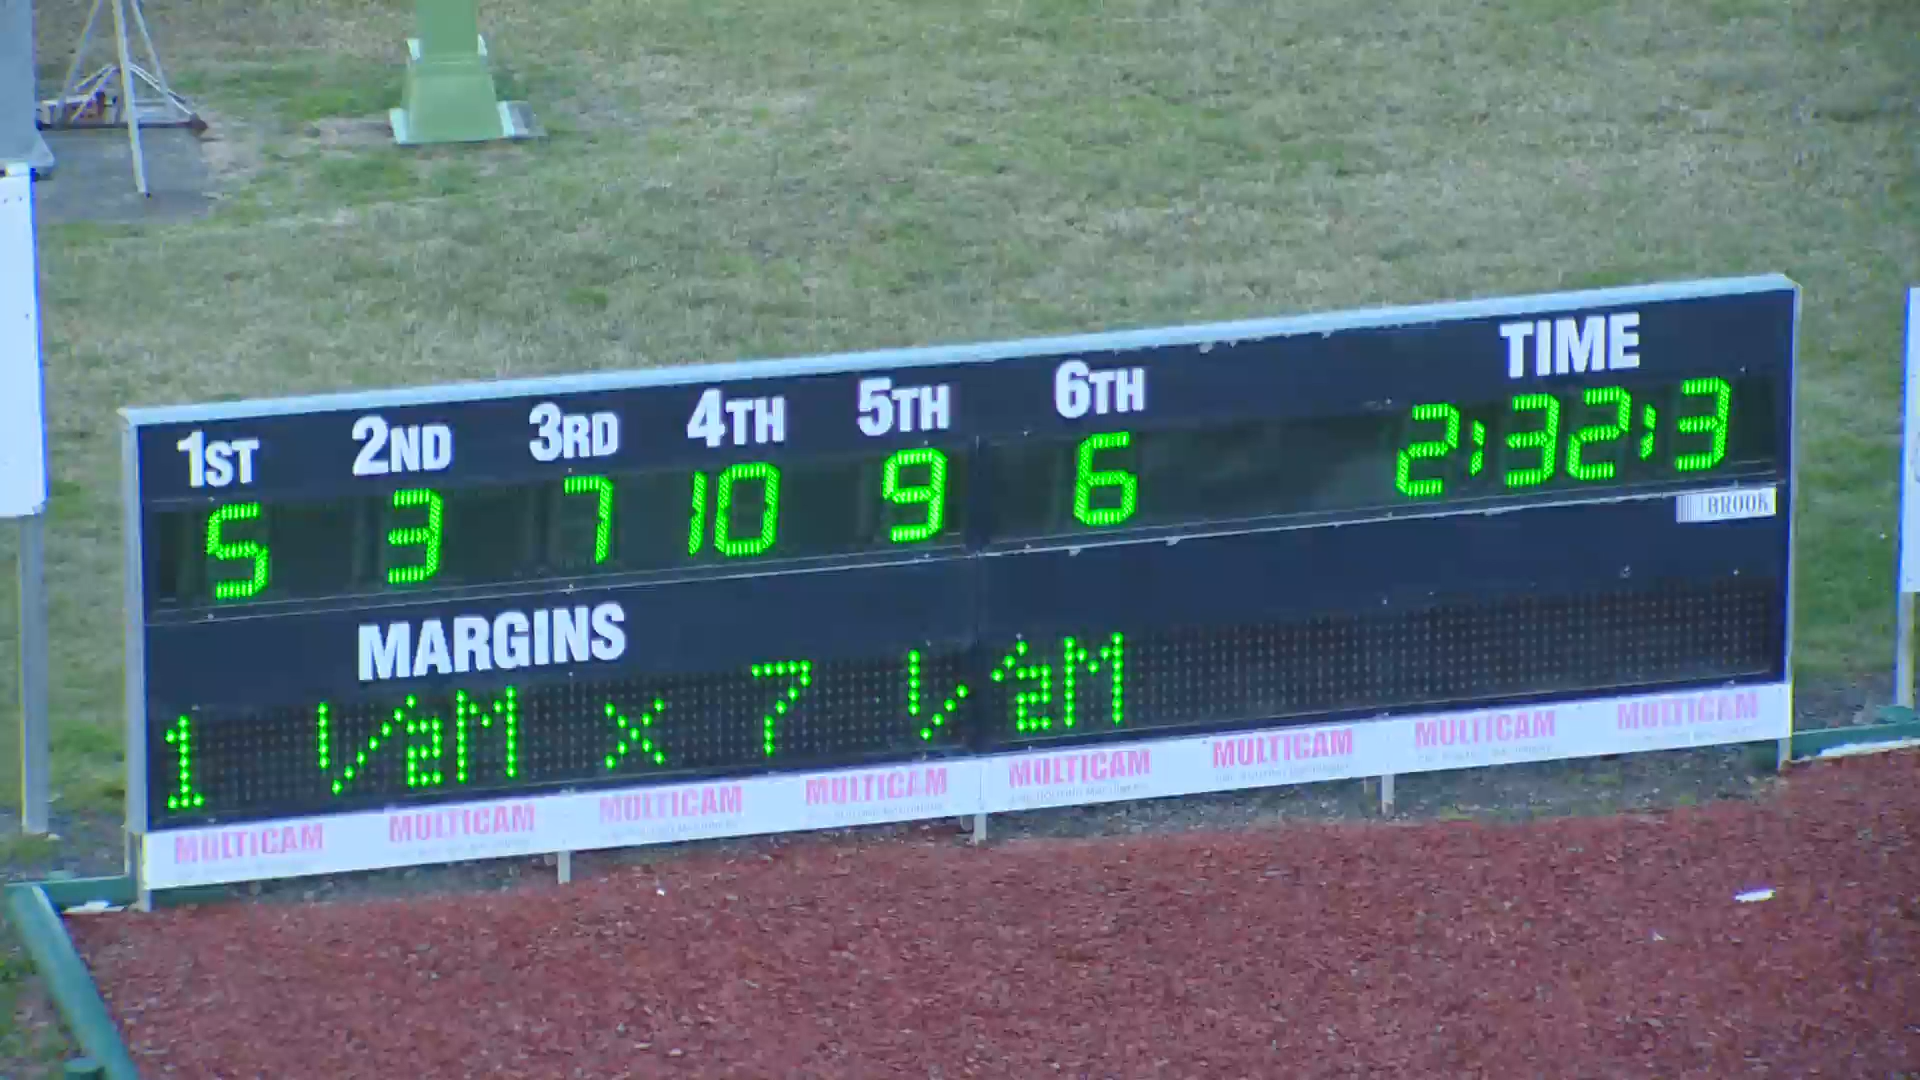 1ST 2ND 3RD 4TH 5TH 6TH TIME
5 3 7 10 9 6 2:32:3
BROOK
MARGINS
1 1/2M x 7 1/2M
MULTICAM MULTICAM MULTICAM MULTICAM MULTICAM MULTICAM MULTICAM MULTICAM